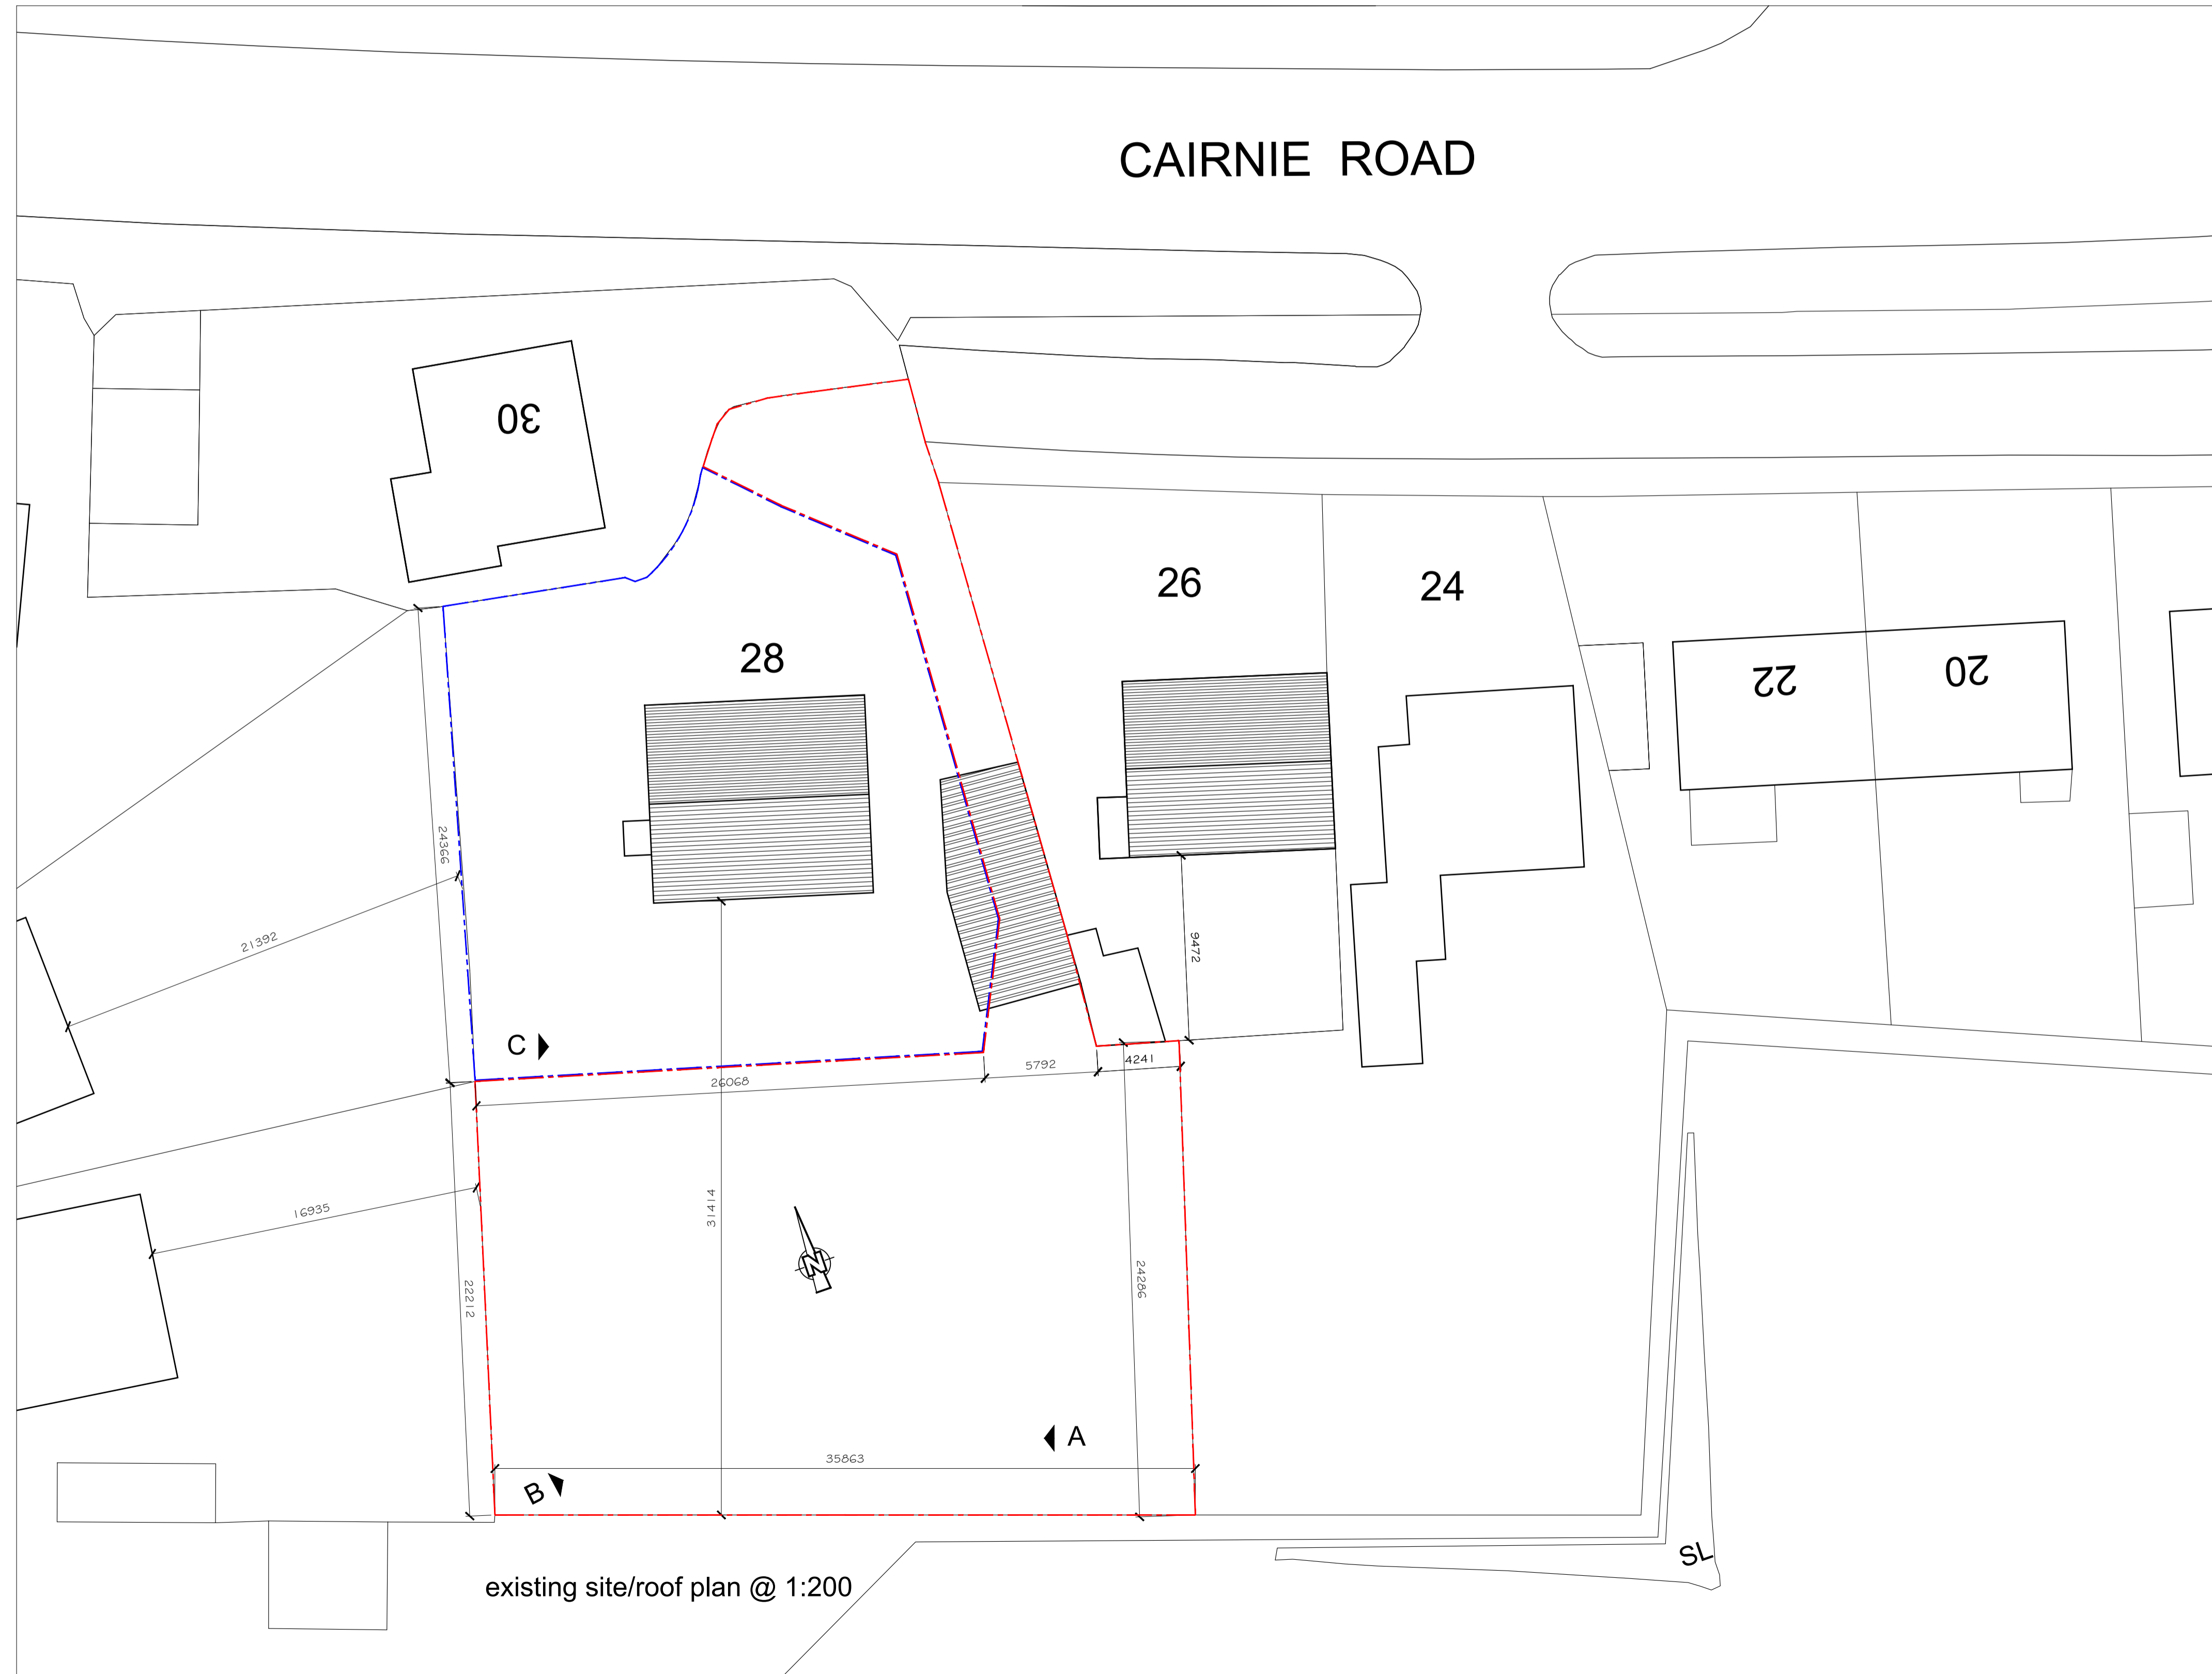 CAIRNIE ROAD
30
26
24
28
22
20
24366
21392
9472
C
5792
4241
26068
31414
16935
N
24286
22212
A
35863
B
SL
existing site/roof plan @ 1:200